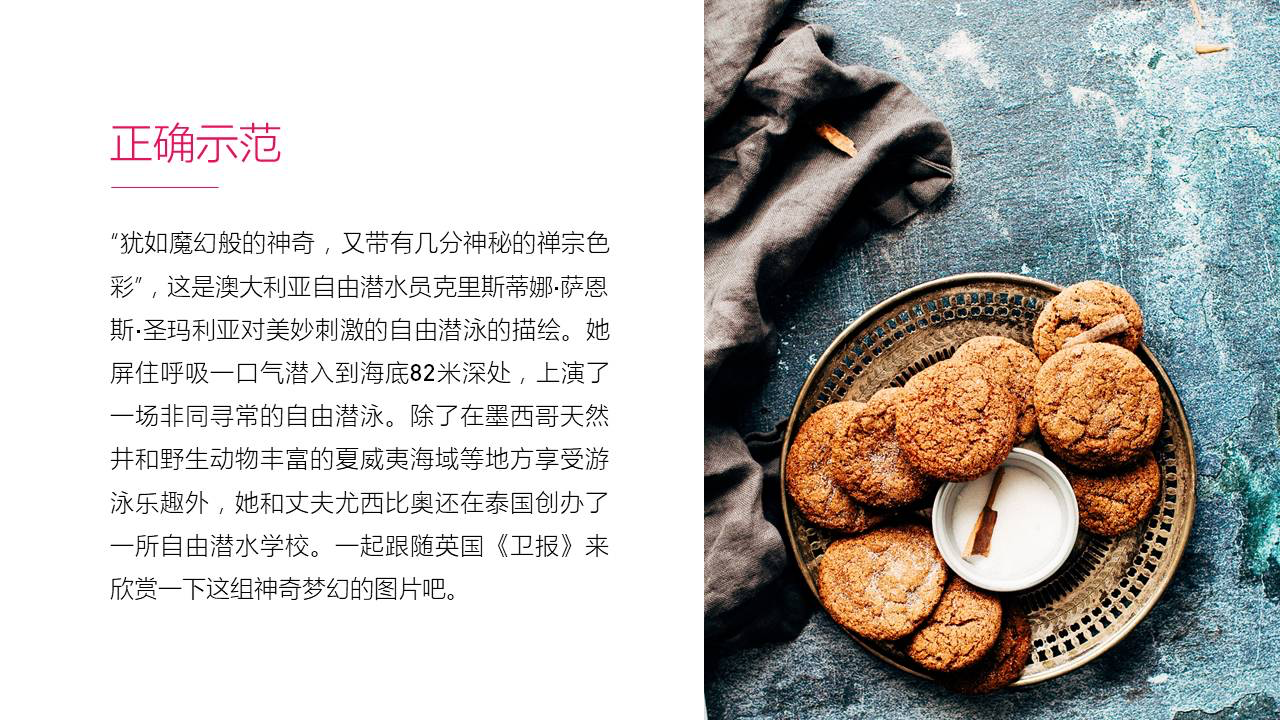 正确示范
“犹如魔幻般的神奇，又带有几分神秘的禅宗色
彩”，这是澳大利亚自由潜水员克里斯蒂娜·萨恩
斯·圣玛利亚对美妙刺激的自由潜泳的描绘。她
屏住呼吸一口气潜入到海底82米深处，上演了
一场非同寻常的自由潜泳。除了在墨西哥天然
井和野生动物丰富的夏威夷海域等地方享受游
泳乐趣外，她和丈夫尤西比奥还在泰国创办了
一所自由潜水学校。一起跟随英国《卫报》来
欣赏一下这组神奇梦幻的图片吧。